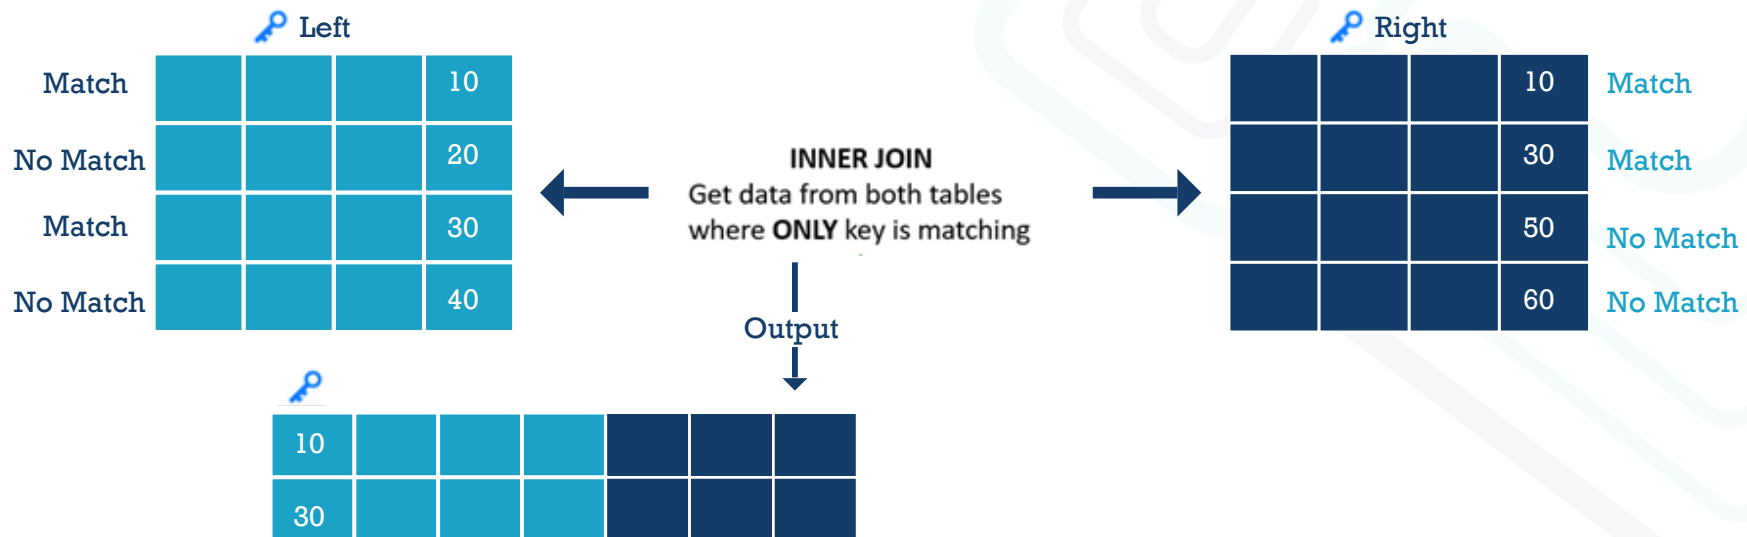 Left
Match 10
No Match 20
Match 30
No Match 40
INNER JOIN
Get data from both tables
where ONLY key is matching
Output
Right
10 Match
30 Match
50 No Match
60 No Match
10
30